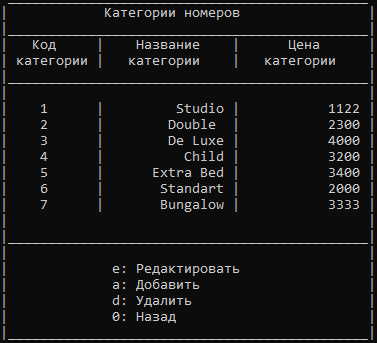 Категории номеров
Код | Название | Цена
категории | категории | категории
1 | Studio | 1122
2 | Double | 2300
3 | De Luxe | 4000
4 | Child | 3200
5 | Extra Bed | 3400
6 | Standart | 2000
7 | Bungalow | 3333
e: Редактировать
a: Добавить
d: Удалить
0: Назад